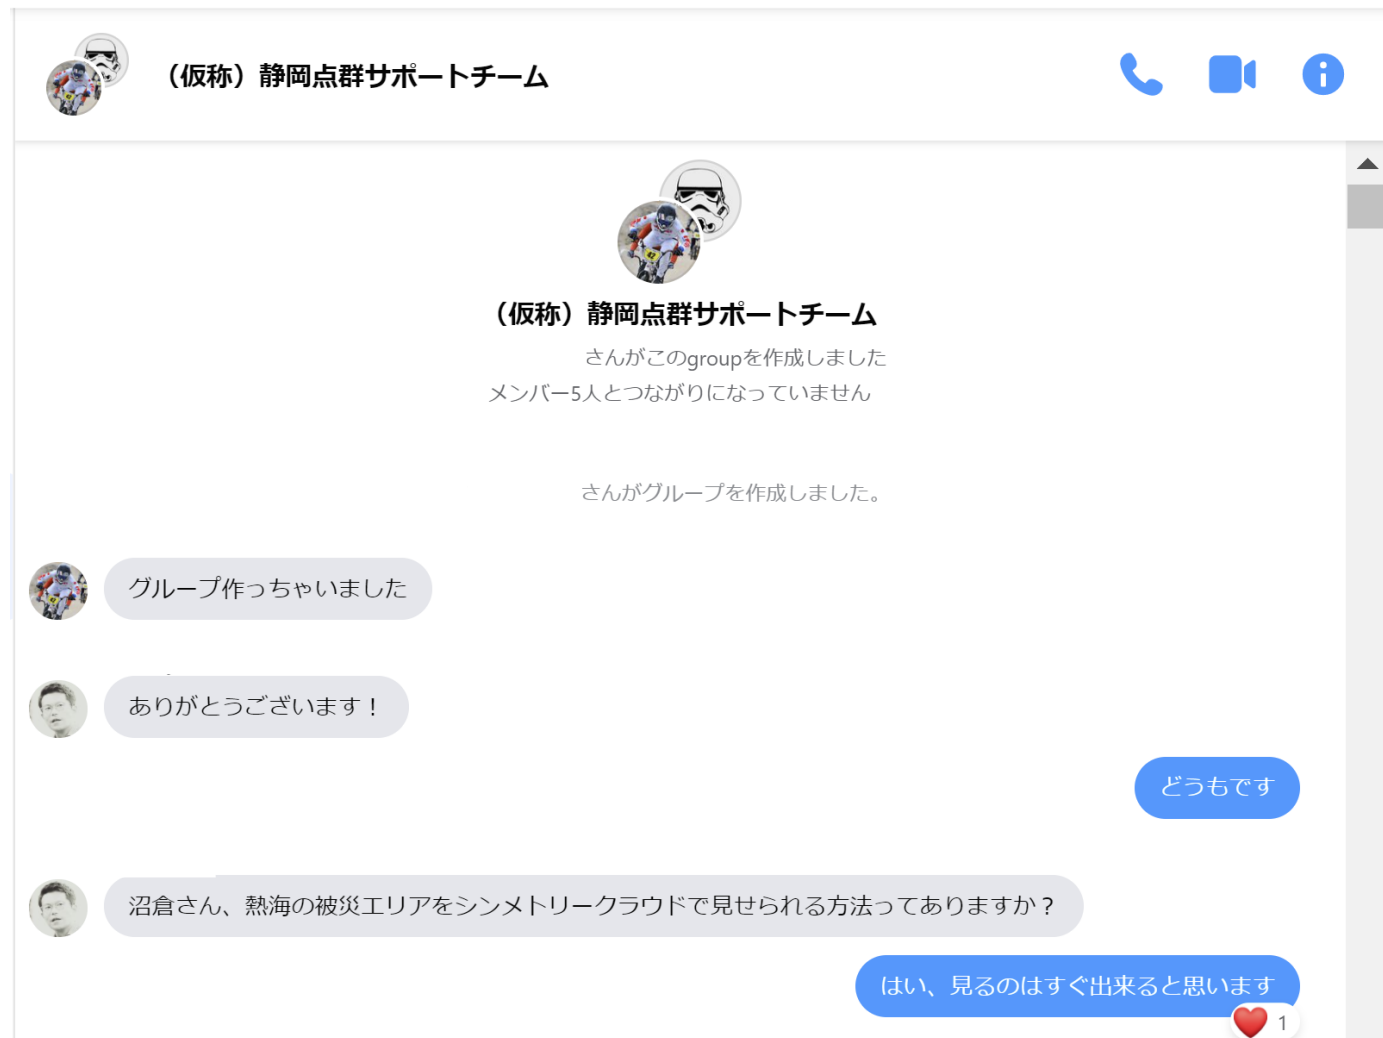 （仮称）静岡点群サポートチーム
（仮称）静岡点群サポートチーム
さんがこのgroupを作成しました
メンバー5人とつながりになっていません
さんがグループを作成しました。
グループ作っちゃいました
ありがとうございます！
どうもです
沼倉さん、熱海の被災エリアをシンメトリークラウドで見せられる方法ってありますか？
はい、見るのはすぐ出来ると思います
1